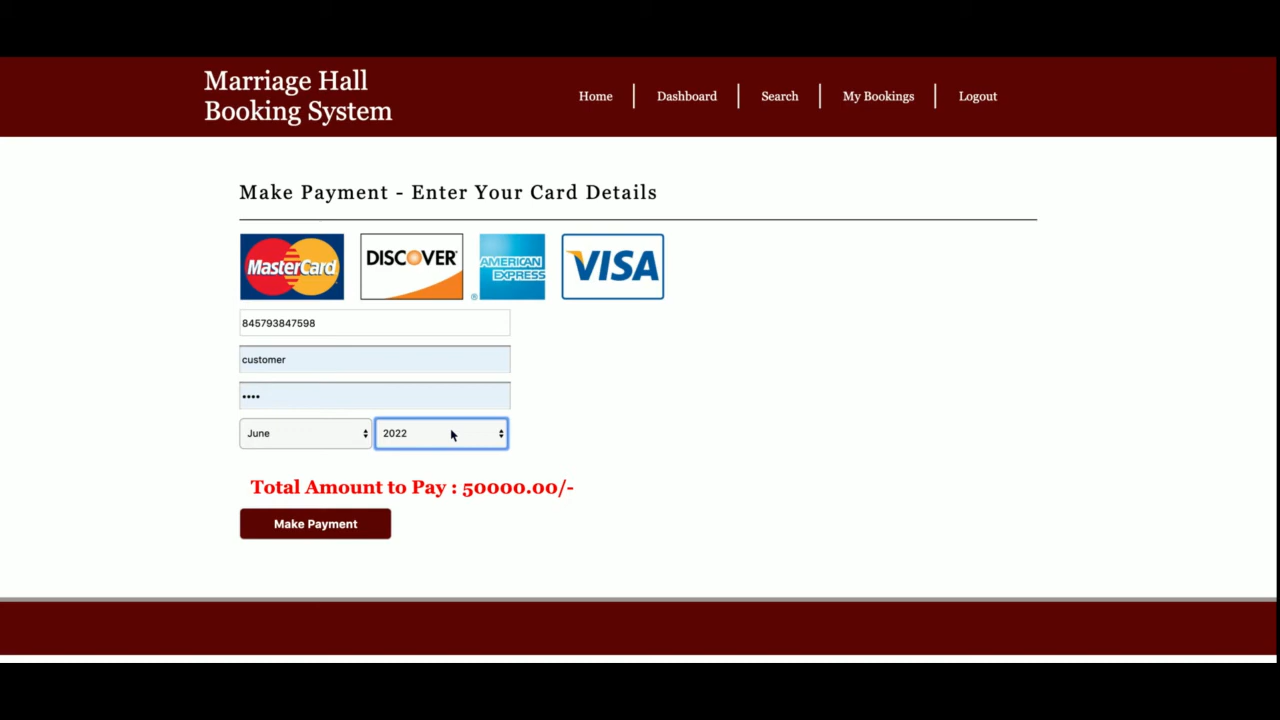 Marriage Hall
Booking System
Home
Dashboard
Search
My Bookings
Logout
Make Payment - Enter Your Card Details
MasterCard
DISCOVER
AMERICAN
EXPRESS
®
VISA
845793847598
customer
••••
June
2022
Total Amount to Pay : 50000.00/-
Make Payment